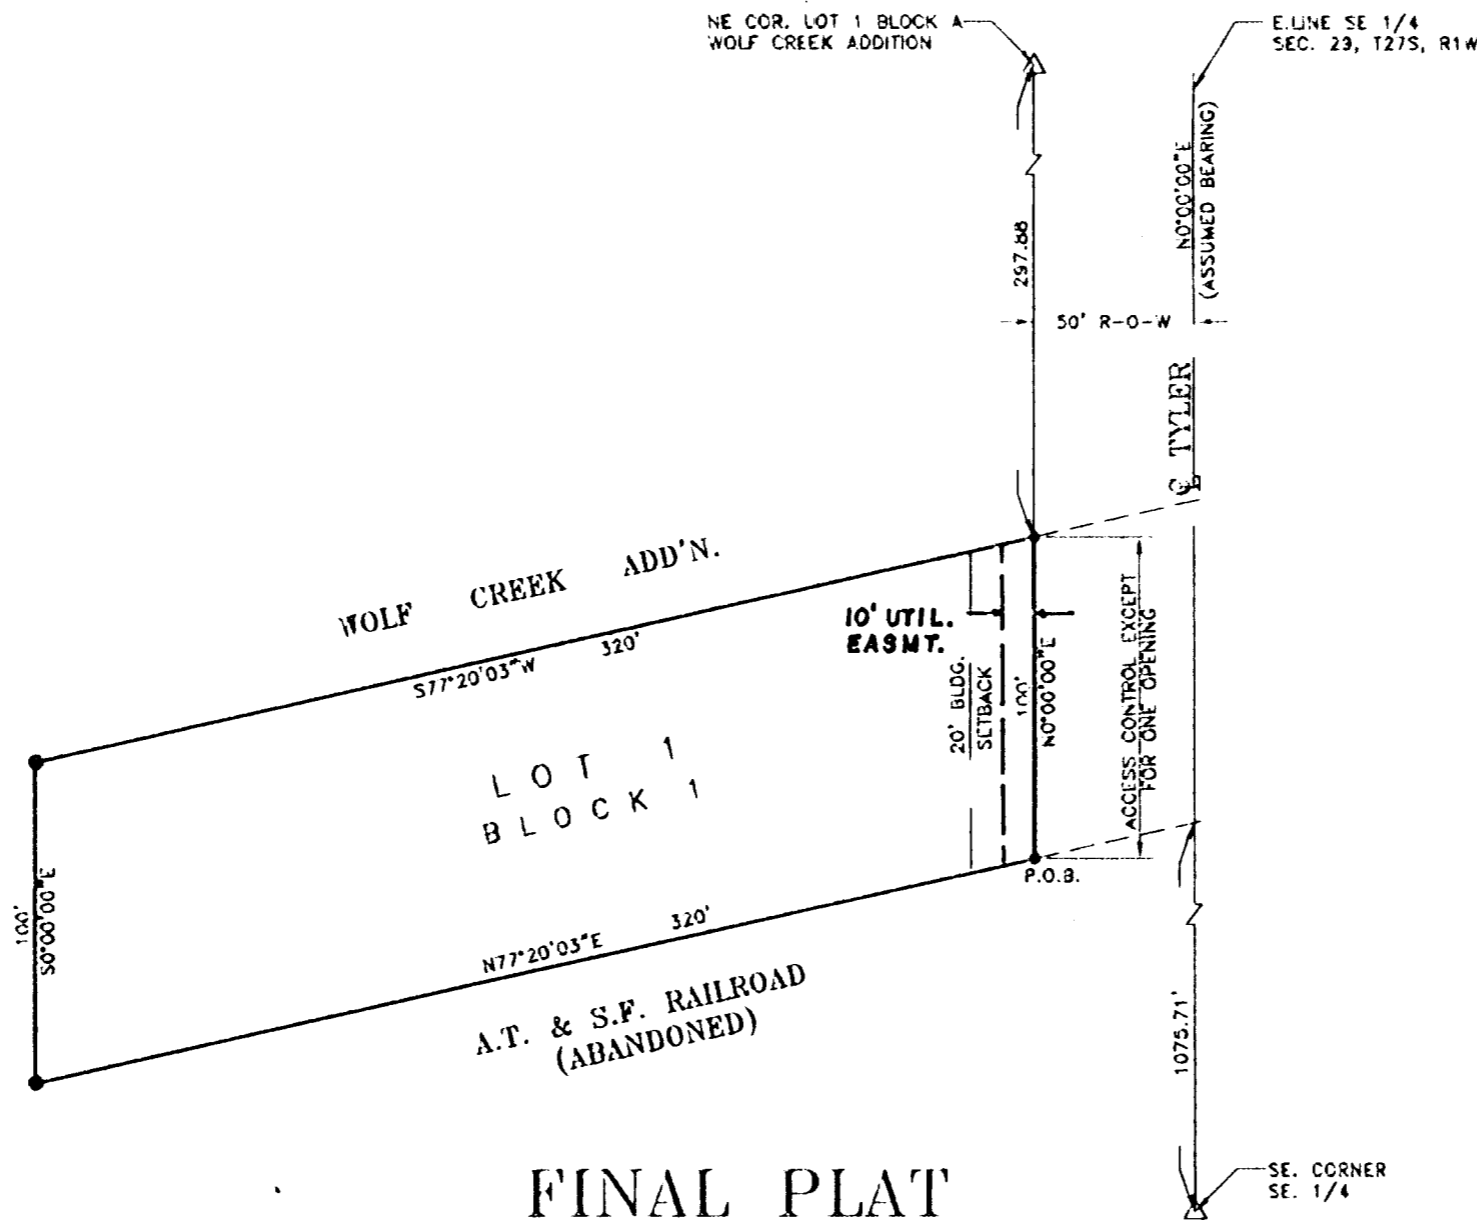 NE COR. LOT 1 BLOCK A
WOLF CREEK ADDITION
E.LINE SE 1/4
SEC. 23, T27S, R1W
N0°00'00"E
(ASSUMED BEARING)
297.88
50' R-O-W
℄ TYLER
WOLF CREEK ADD'N.
S77°20'03"W 320'
10' UTIL.
EASMT.
20' BLDG.
SETBACK
100'
N0°00'00"E
ACCESS CONTROL EXCEPT
FOR ONE OPENING
LOT 1
BLOCK 1
P.O.B.
100'
S0°00'00"E
N77°20'03"E 320'
A.T. & S.F. RAILROAD
(ABANDONED)
1075.71'
SE. CORNER
SE. 1/4
FINAL PLAT